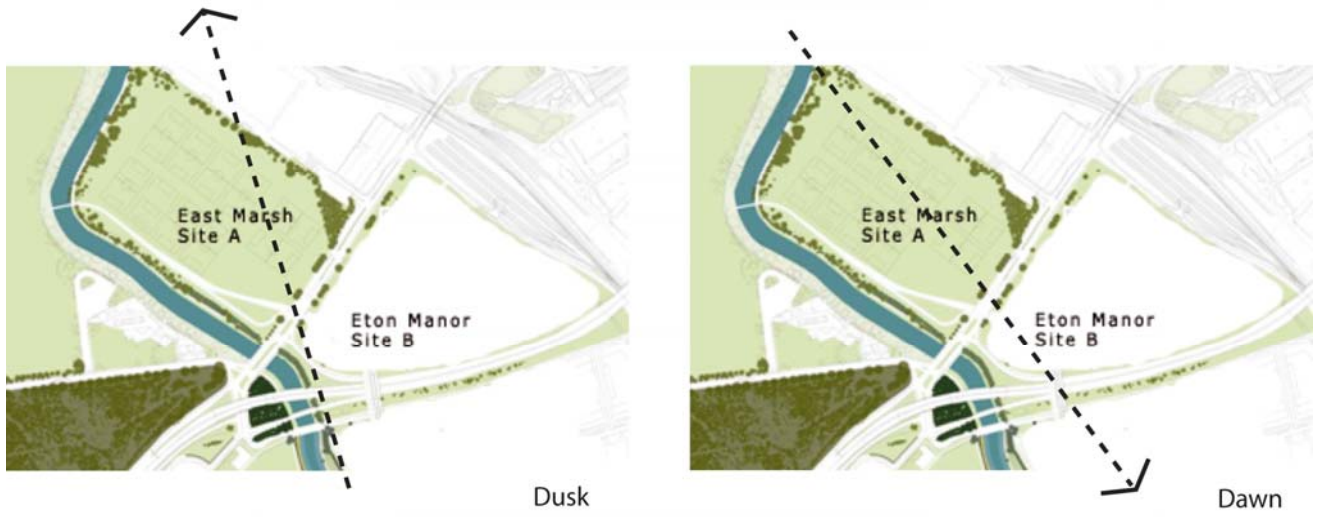 East Marsh
Site A
Eton Manor
Site B
Dusk
East Marsh
Site A
Eton Manor
Site B
Dawn